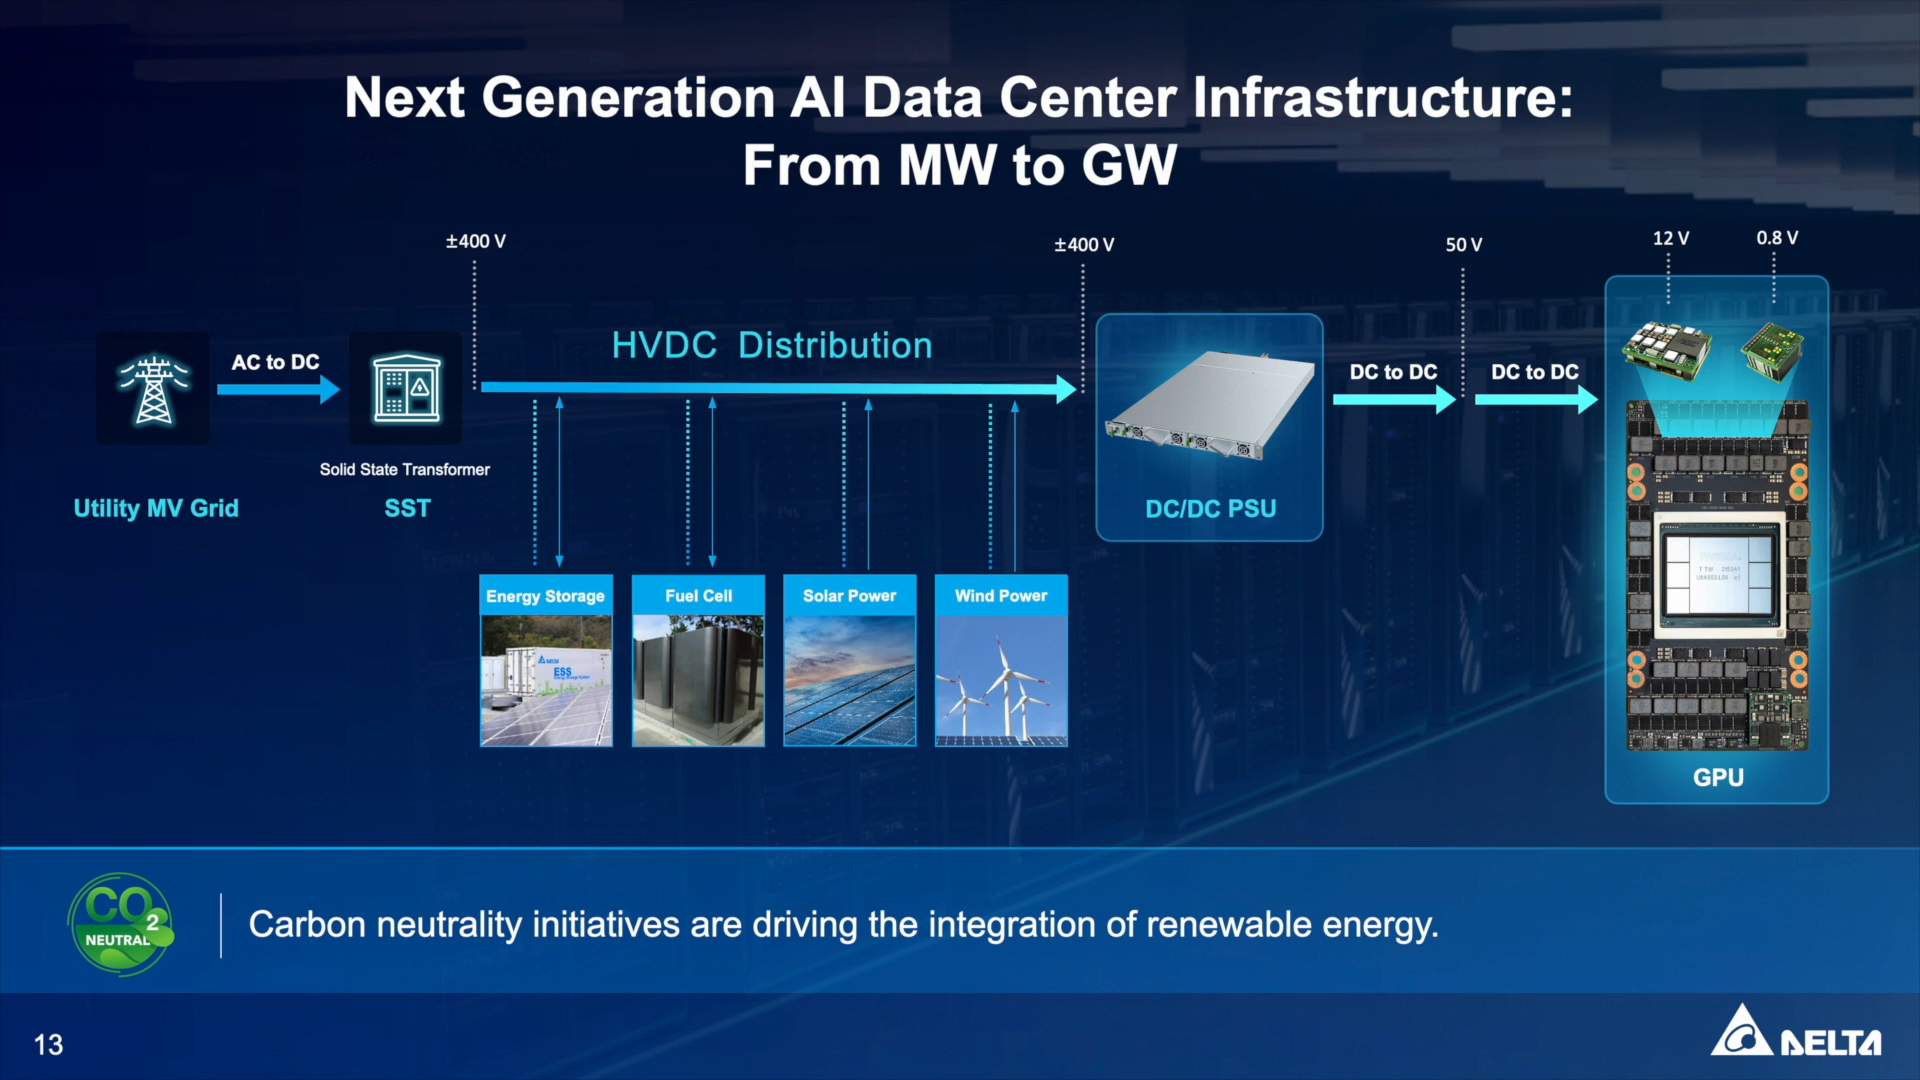 Next Generation AI Data Center Infrastructure:
From MW to GW
±400 V
±400 V
50 V
12 V
0.8 V
AC to DC
HVDC Distribution
DC to DC
DC to DC
Solid State Transformer
Utility MV Grid
SST
DC/DC PSU
Energy Storage
Fuel Cell
Solar Power
Wind Power
DELTA
ESS
GPU
CO2
NEUTRAL
Carbon neutrality initiatives are driving the integration of renewable energy.
13
DELTA